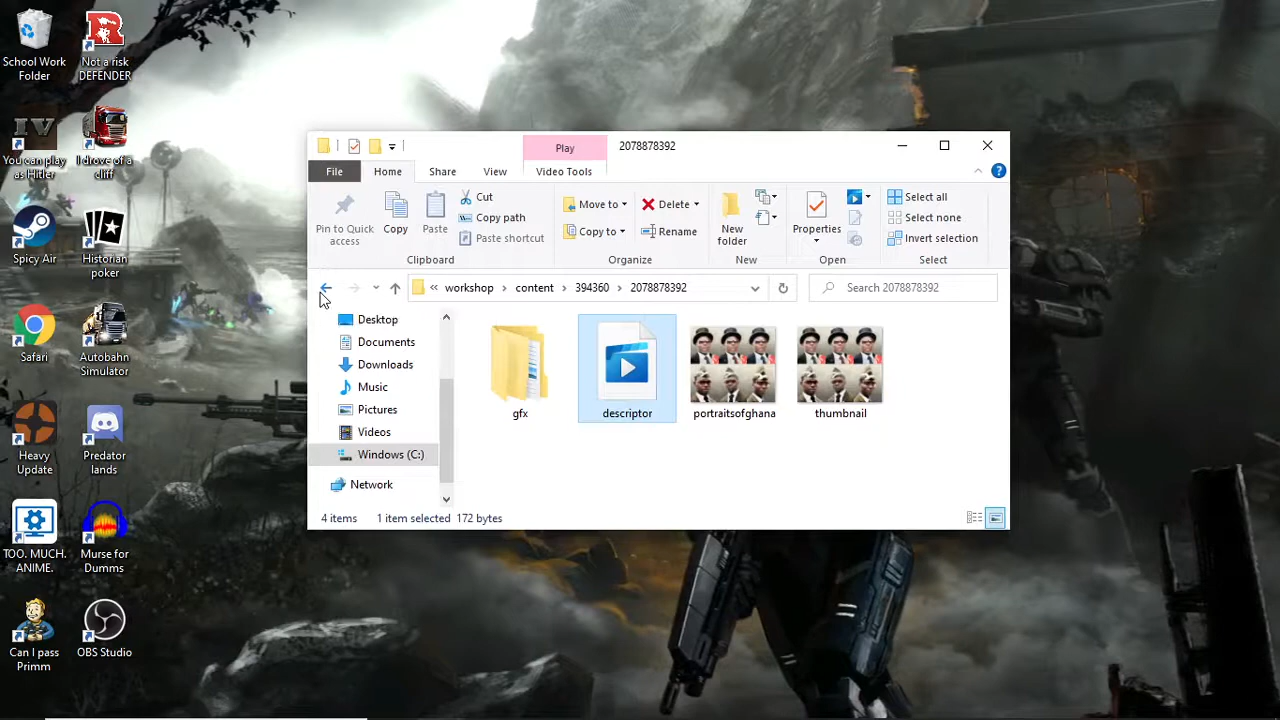 School Work
Folder
Not a risk
DEFENDER
IV
You can play
as Hitler
I drove of a
cliff
Spicy Air
Historian
poker
Safari
Autobahn
Simulator
Heavy
Update
Predator
lands
TOO. MUCH.
ANIME.
Murse for
Dumms
Can I pass
Primm
OBS Studio
Play
2078878392
File
Home
Share
View
Video Tools
Pin to Quick
access
Copy
Paste
Cut
Copy path
Paste shortcut
Clipboard
Move to
Copy to
Delete
Rename
Organize
New
folder
New
Properties
Open
Select all
Select none
Invert selection
Select
« workshop › content › 394360 › 2078878392
Search 2078878392
Desktop
Documents
Downloads
Music
Pictures
Videos
Windows (C:)
Network
gfx
descriptor
portraitsofghana
thumbnail
4 items
1 item selected 172 bytes